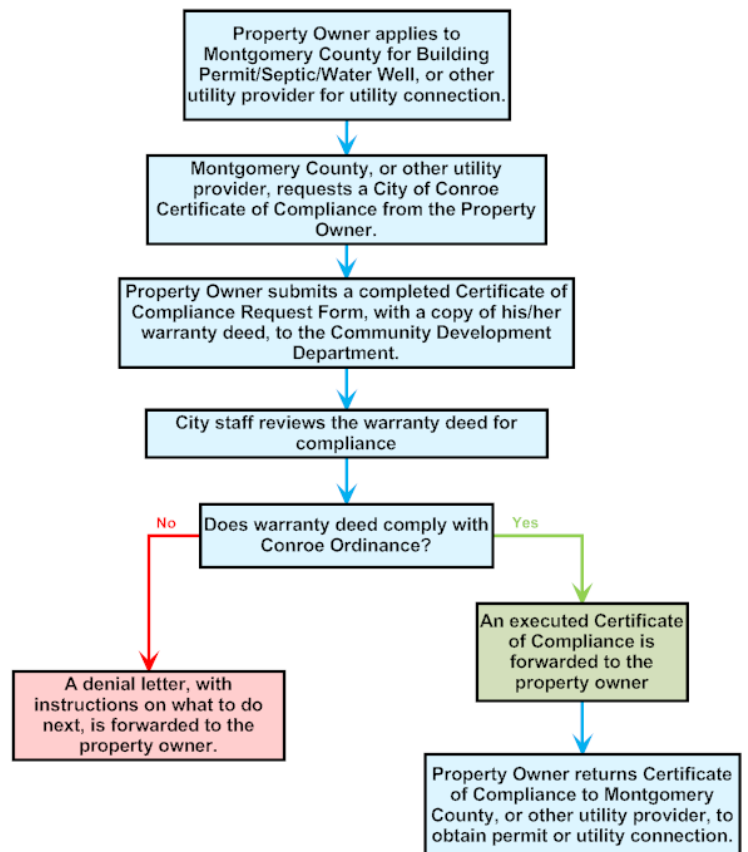 Property Owner applies to
Montgomery County for Building
Permit/Septic/Water Well, or other
utility provider for utility connection.
Montgomery County, or other utility
provider, requests a City of Conroe
Certificate of Compliance from the Property
Owner.
Property Owner submits a completed Certificate of
Compliance Request Form, with a copy of his/her
warranty deed, to the Community Development
Department.
City staff reviews the warranty deed for
compliance
Does warranty deed comply with
Conroe Ordinance?
No
Yes
A denial letter, with
instructions on what to do
next, is forwarded to the
property owner.
An executed Certificate
of Compliance is
forwarded to the
property owner
Property Owner returns Certificate
of Compliance to Montgomery
County, or other utility provider, to
obtain permit or utility connection.